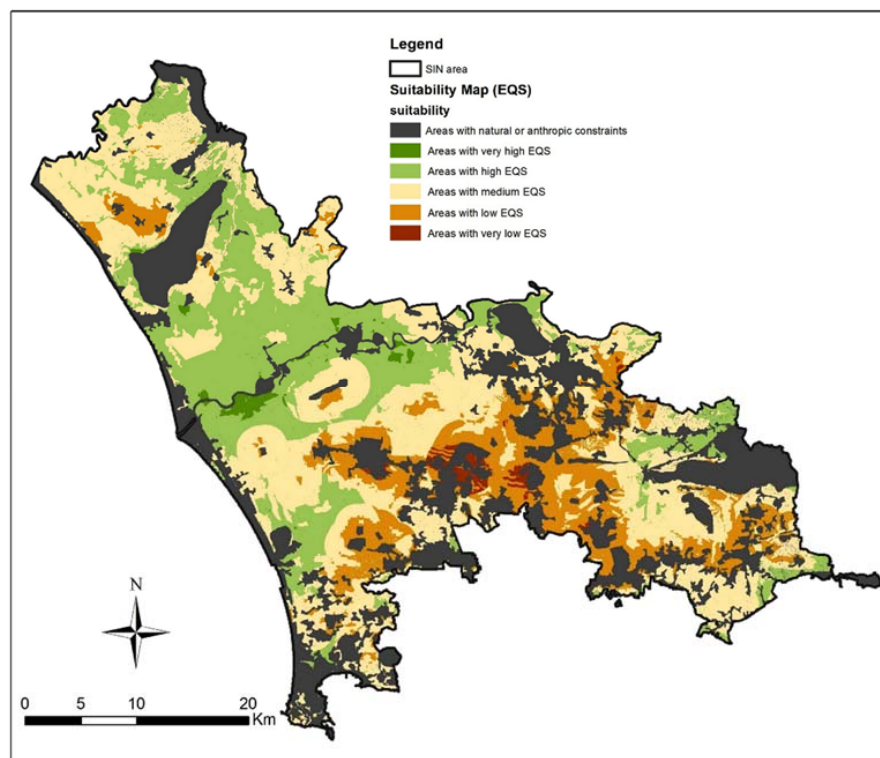 Legend
SIN area
Suitability Map (EQS)
suitability
Areas with natural or anthropic constraints
Areas with very high EQS
Areas with high EQS
Areas with medium EQS
Areas with low EQS
Areas with very low EQS
N
0 5 10 20
Km